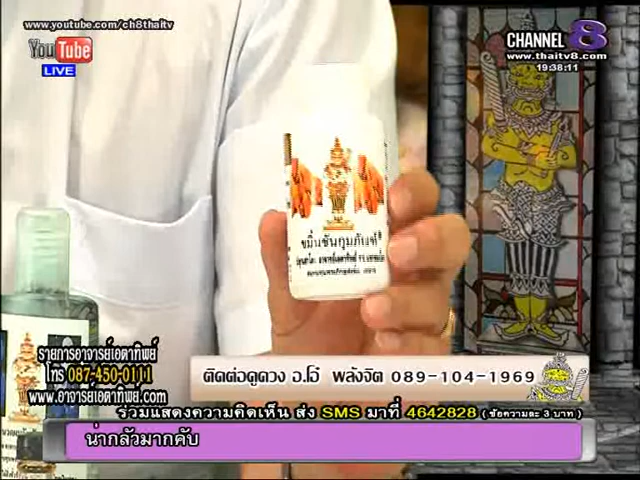 www.youtube.com/ch8thaitv
YouTube
LIVE
CHANNEL 8
www.thaitv8.com
19:38:11
ขมิ้นชันกุมภัณฑ์
รายการอาจารย์เอดาทิพย์
โทร 087-450-0111
www.อาจารย์เอดาทิพย์.com
ติดต่อดูดวง อ.โอ๋ พลังจิต 089-104-1969
ร่วมแสดงความคิดเห็น ส่ง SMS มาที่ 4642828 ( ข้อความละ 3 บาท )
น่ากลัวมากคับ